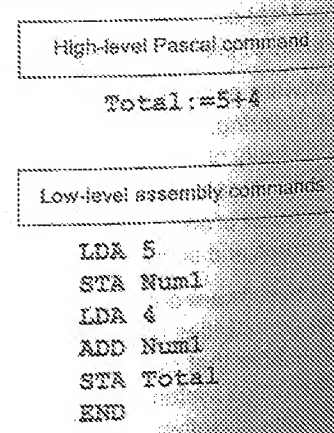 High-level Pascal command
Total:=5+4
Low-level assembly commands
LDA 5
STA Num1
LDA 4
ADD Num1
STA Total
END